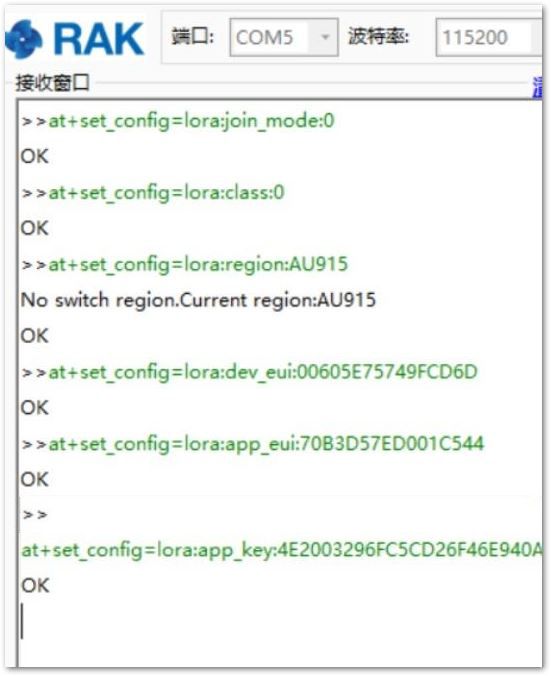 RAK 端口: COM5 波特率: 115200
接收窗口
>>at+set_config=lora:join_mode:0
OK
>>at+set_config=lora:class:0
OK
>>at+set_config=lora:region:AU915
No switch region.Current region:AU915
OK
>>at+set_config=lora:dev_eui:00605E75749FCD6D
OK
>>at+set_config=lora:app_eui:70B3D57ED001C544
OK
>>
at+set_config=lora:app_key:4E2003296FC5CD26F46E940A
OK